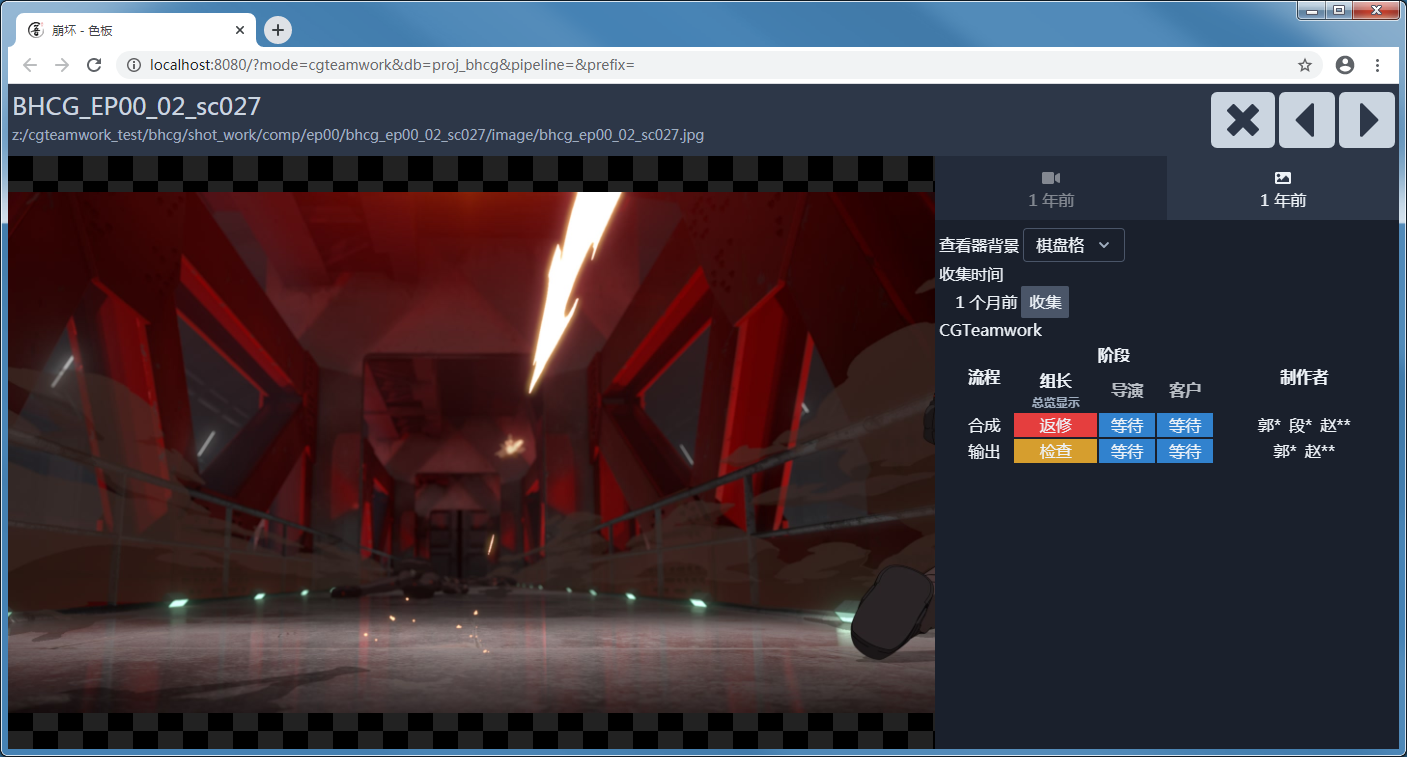 崩坏 - 色板
localhost:8080/?mode=cgteamwork&db=proj_bhcg&pipeline=&prefix=
BHCG_EP00_02_sc027
z:/cgteamwork_test/bhcg/shot_work/comp/ep00/bhcg_ep00_02_sc027/image/bhcg_ep00_02_sc027.jpg
1 年前 1 年前
查看器背景 棋盘格
收集时间
1 个月前 收集
CGTeamwork
阶段
流程 组长 导演 客户 制作者
总览显示
合成 返修 等待 等待 郭* 段* 赵**
输出 检查 等待 等待 郭* 赵**